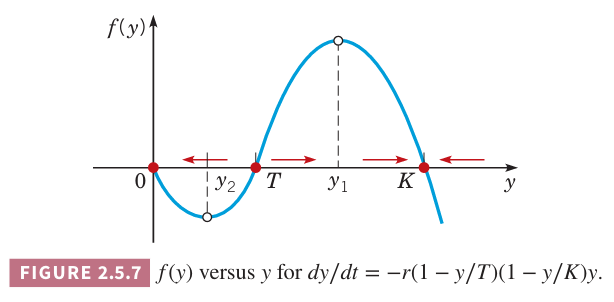 f(y)
0 y₂ T y₁ K y
FIGURE 2.5.7 f(y) versus y for dy/dt = −r(1 − y/T)(1 − y/K)y.